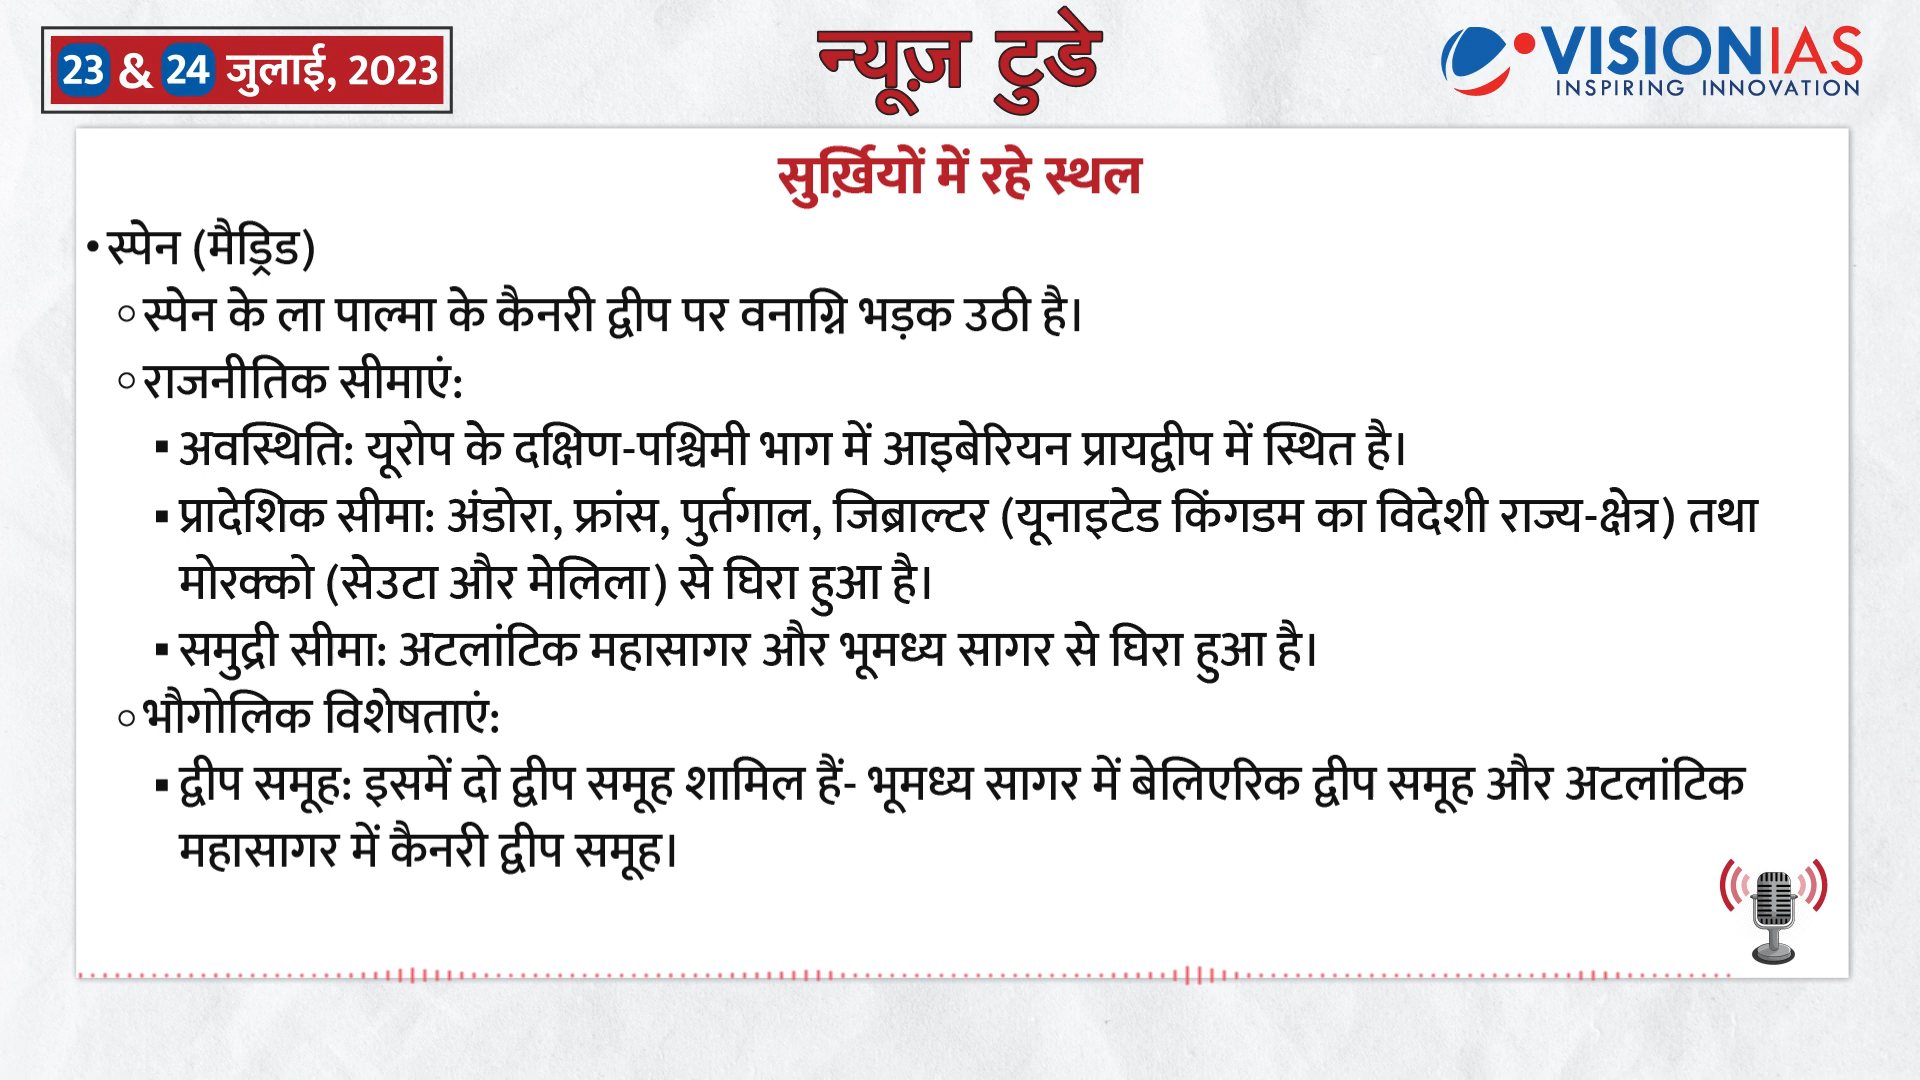 23 & 24 जुलाई, 2023
न्यूज़ टुडे
VISIONIAS
INSPIRING INNOVATION
सुर्ख़ियों में रहे स्थल
• स्पेन (मैड्रिड)
○ स्पेन के ला पाल्मा के कैनरी द्वीप पर वनाग्नि भड़क उठी है।
○ राजनीतिक सीमाएं:
▪ अवस्थिति: यूरोप के दक्षिण-पश्चिमी भाग में आइबेरियन प्रायद्वीप में स्थित है।
▪ प्रादेशिक सीमा: अंडोरा, फ्रांस, पुर्तगाल, जिब्राल्टर (यूनाइटेड किंगडम का विदेशी राज्य-क्षेत्र) तथा
मोरक्को (सेउटा और मेलिला) से घिरा हुआ है।
▪ समुद्री सीमा: अटलांटिक महासागर और भूमध्य सागर से घिरा हुआ है।
○ भौगोलिक विशेषताएं:
▪ द्वीप समूह: इसमें दो द्वीप समूह शामिल हैं- भूमध्य सागर में बेलिएरिक द्वीप समूह और अटलांटिक
महासागर में कैनरी द्वीप समूह।